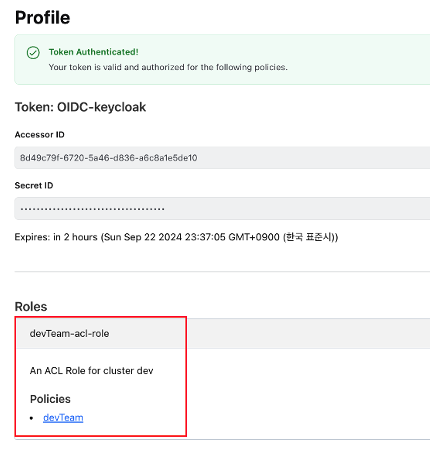 Profile
Token Authenticated!
Your token is valid and authorized for the following policies.
Token: OIDC-keycloak
Accessor ID
8d49c79f-6720-5a46-d836-a6c8a1e5de10
Secret ID
••••••••••••••••••••••••••••••••••••
Expires: in 2 hours (Sun Sep 22 2024 23:37:05 GMT+0900 (한국 표준시))
Roles
devTeam-acl-role
An ACL Role for cluster dev
Policies
• devTeam